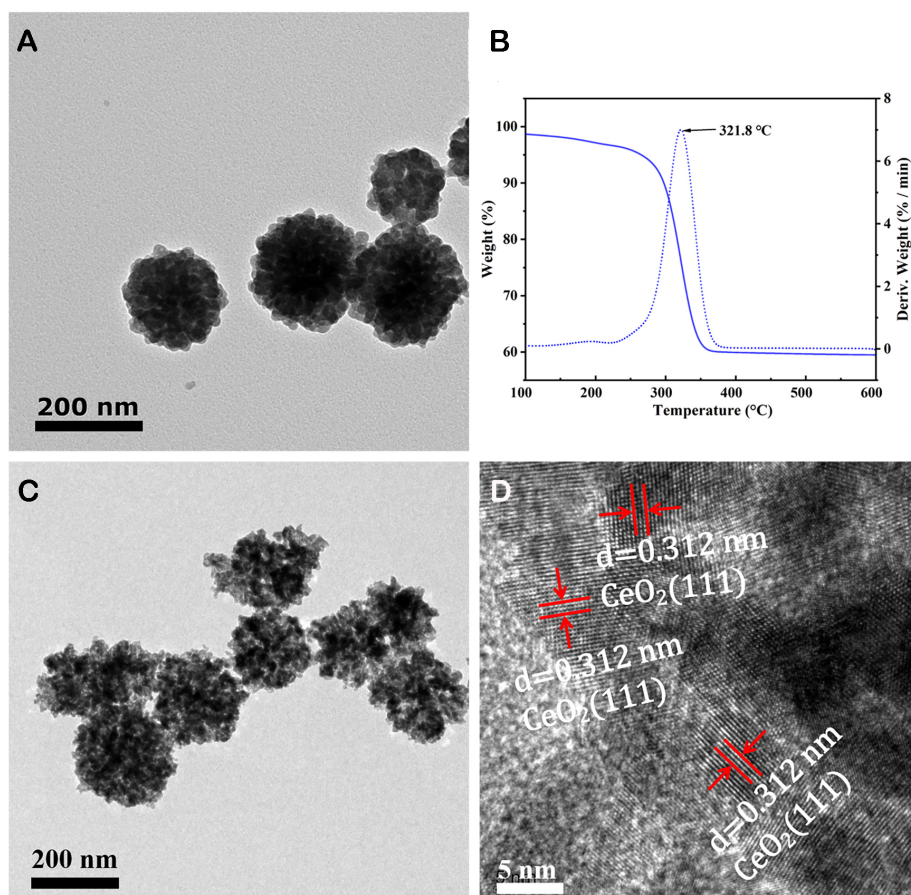 A
200 nm
B
Weight (%)
100
90
80
70
60
8
6
4
2
0
Deriv. Weight (% / min)
321.8 °C
100
200
300
400
500
600
Temperature (°C)
C
200 nm
D
d=0.312 nm
CeO₂(111)
d=0.312 nm
CeO₂(111)
d=0.312 nm
CeO₂(111)
5 nm